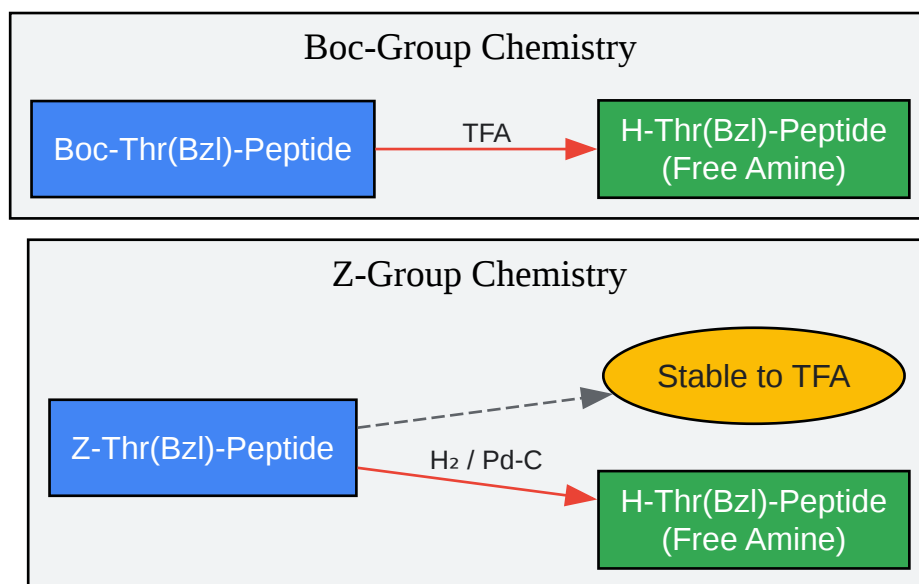 Boc-Group Chemistry
Boc-Thr(Bzl)-Peptide
TFA
H-Thr(Bzl)-Peptide
(Free Amine)
Z-Group Chemistry
Stable to TFA
Z-Thr(Bzl)-Peptide
H₂ / Pd-C
H-Thr(Bzl)-Peptide
(Free Amine)